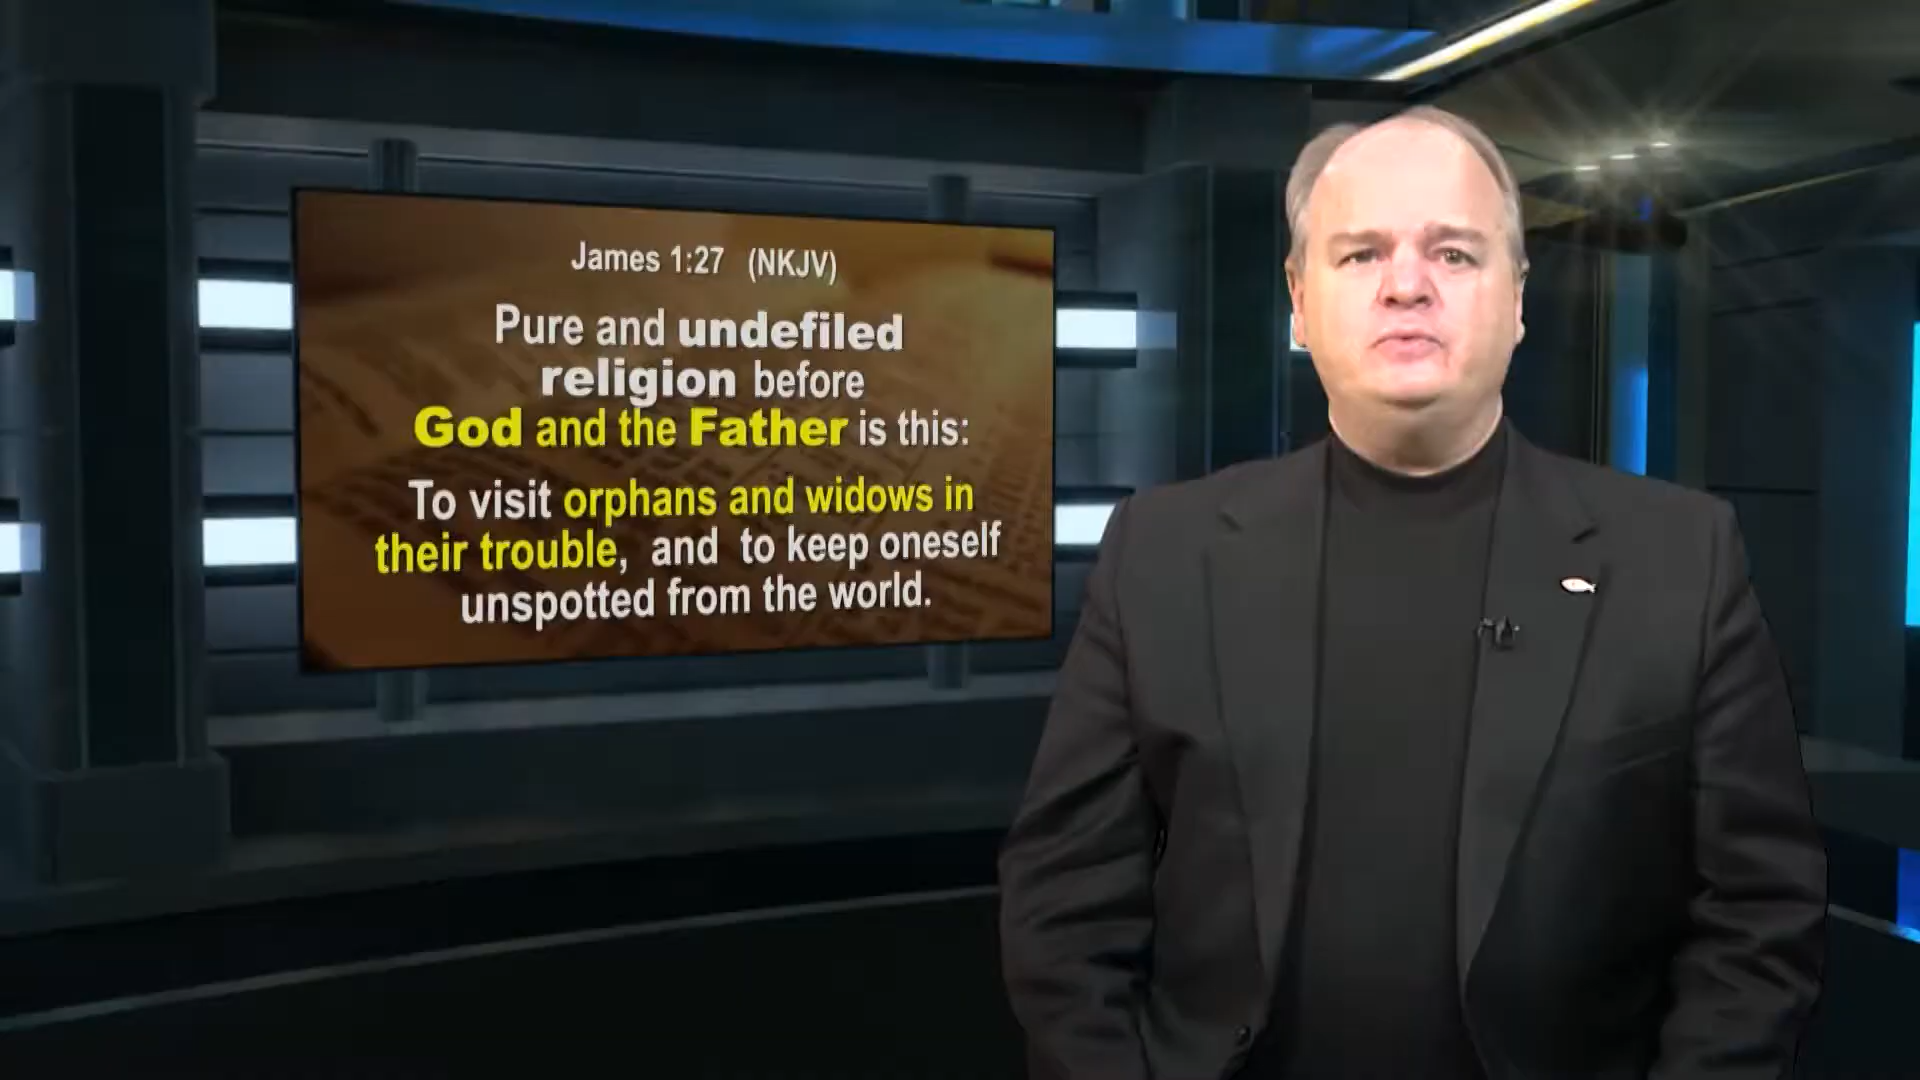 James 1:27 (NKJV)
Pure and undefiled
religion before
God and the Father is this:
To visit orphans and widows in
their trouble, and to keep oneself
unspotted from the world.